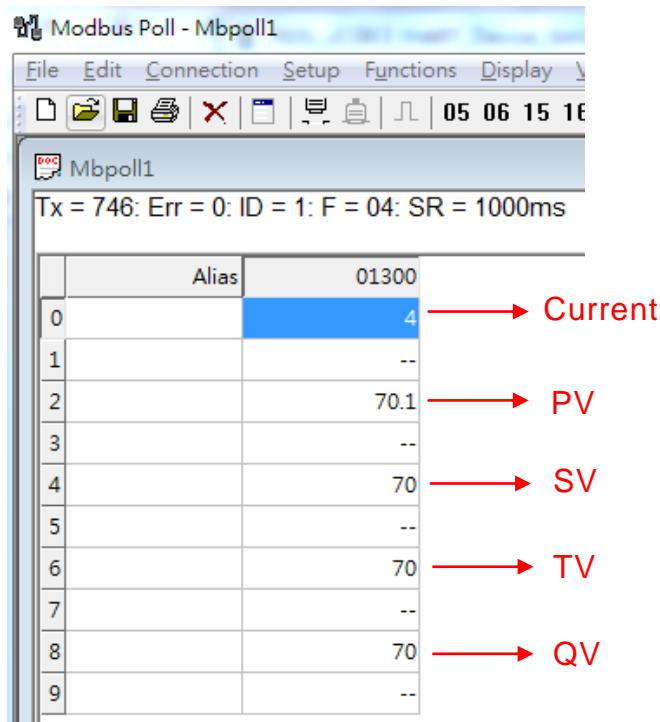 Modbus Poll - Mbpoll1
File Edit Connection Setup Functions Display
05 06 15 16
Mbpoll1
Tx = 746: Err = 0: ID = 1: F = 04: SR = 1000ms
Alias 01300
0 4 Current
1 --
2 70.1 PV
3 --
4 70 SV
5 --
6 70 TV
7 --
8 70 QV
9 --